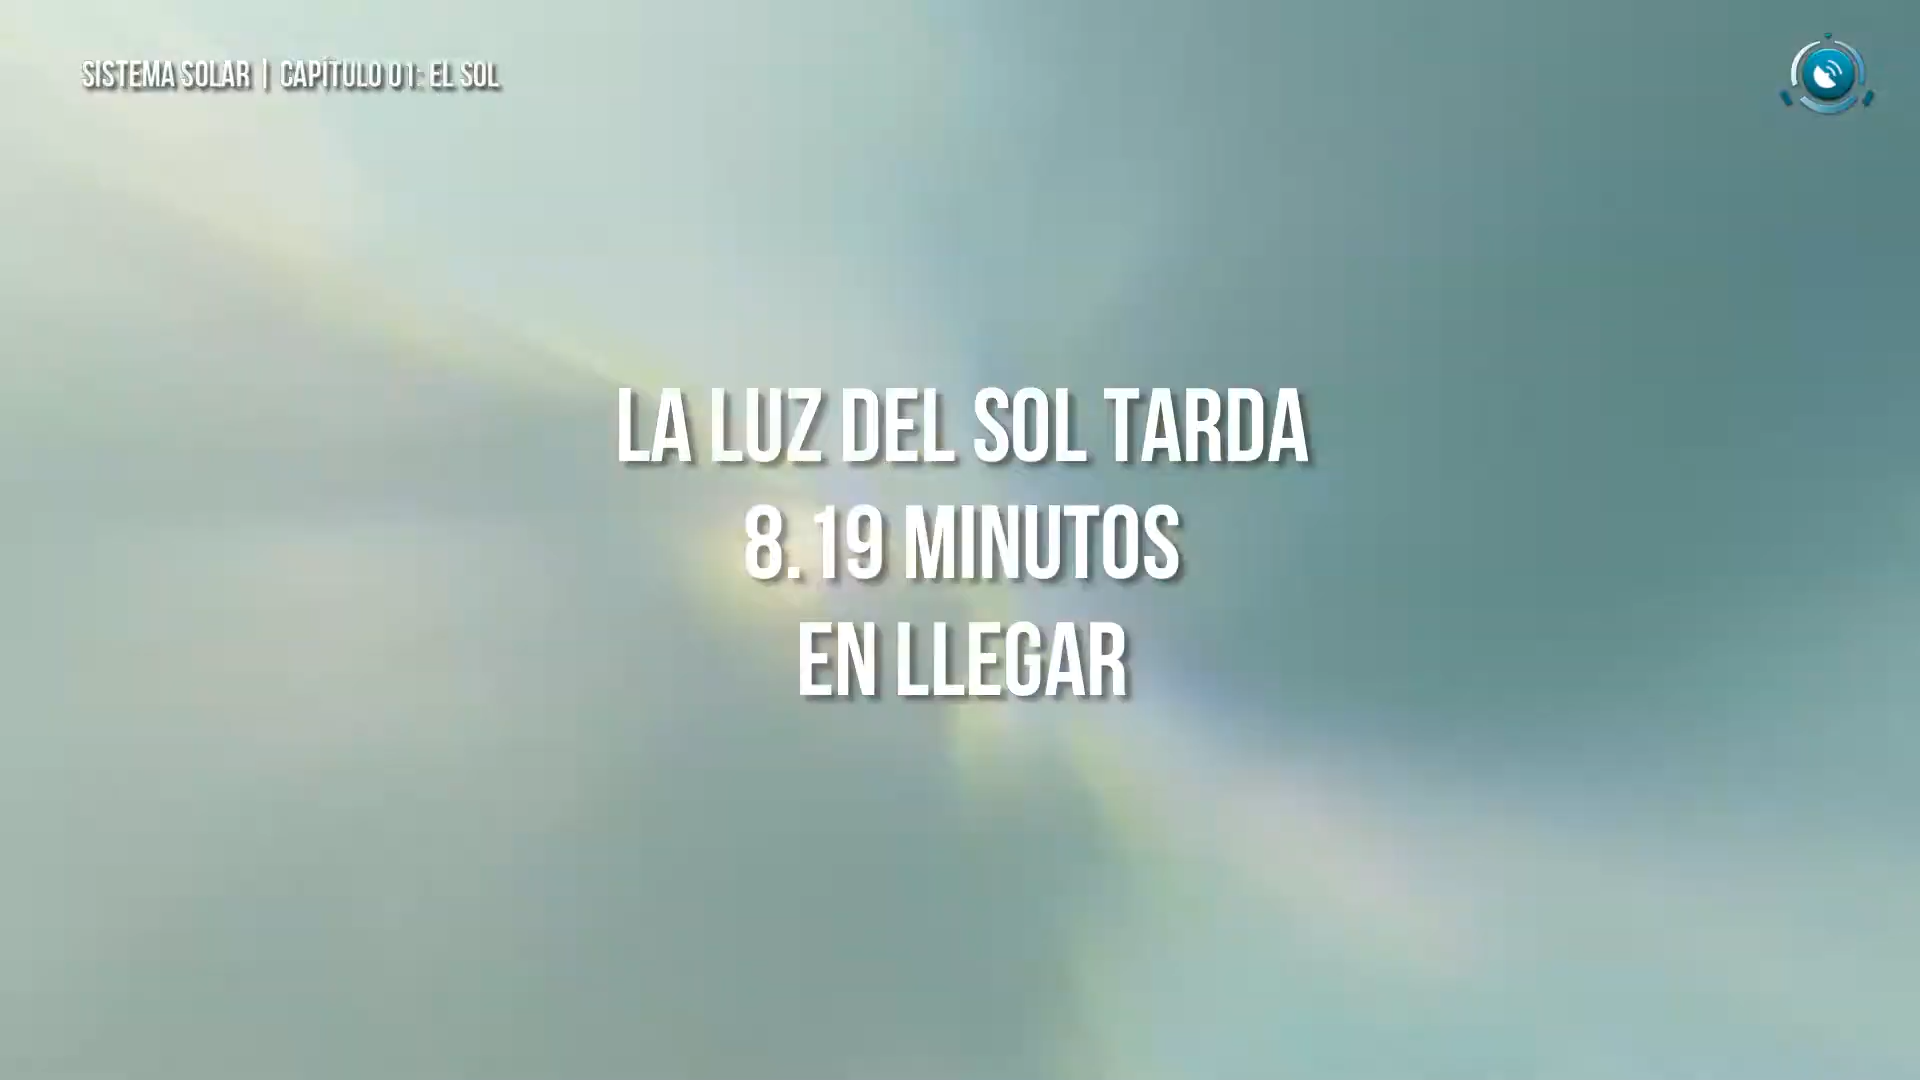 SISTEMA SOLAR | CAPÍTULO 01: EL SOL
LA LUZ DEL SOL TARDA
8.19 MINUTOS
EN LLEGAR